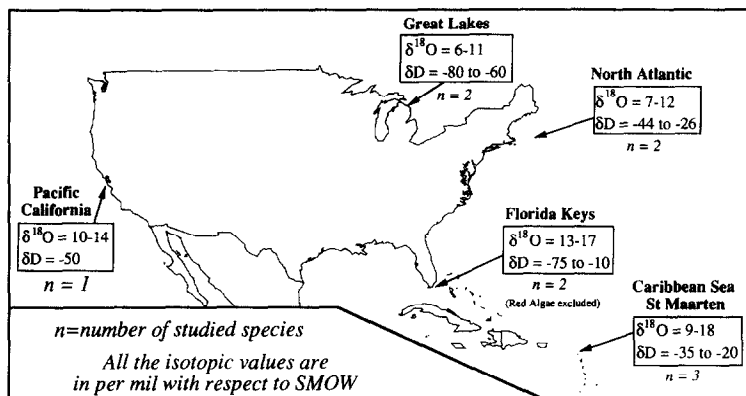 Great Lakes
δ¹⁸O = 6-11
δD = -80 to -60
n = 2
North Atlantic
δ¹⁸O = 7-12
δD = -44 to -26
n = 2
Pacific
California
δ¹⁸O = 10-14
δD = -50
n = 1
Florida Keys
δ¹⁸O = 13-17
δD = -75 to -10
n = 2
(Red Algae excluded)
Caribbean Sea
St Maarten
δ¹⁸O = 9-18
δD = -35 to -20
n = 3
n=number of studied species
All the isotopic values are
in per mil with respect to SMOW